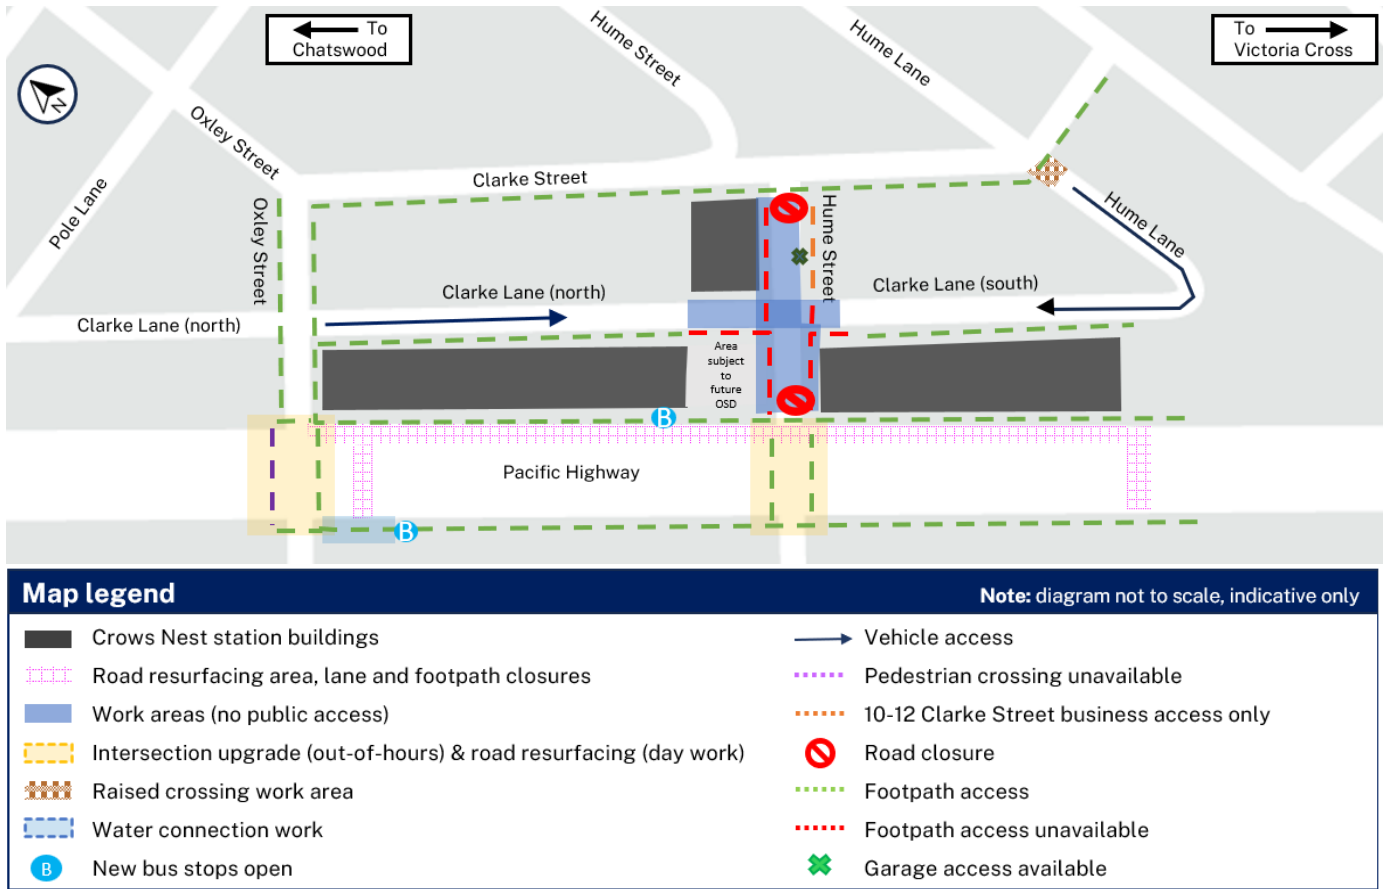 To
Chatswood
Hume Street
Hume Lane
To
Victoria Cross
N
Oxley Street
Pole Lane
Clarke Street
Oxley Street
Hume Street
Hume Lane
Clarke Lane (north)
Clarke Lane (south)
Clarke Lane (north)
Area
subject
to
future
OSD
B
Pacific Highway
B
Map legend
Note: diagram not to scale, indicative only
Crows Nest station buildings
Road resurfacing area, lane and footpath closures
Work areas (no public access)
Intersection upgrade (out-of-hours) & road resurfacing (day work)
Raised crossing work area
Water connection work
B New bus stops open
Vehicle access
Pedestrian crossing unavailable
10-12 Clarke Street business access only
Road closure
Footpath access
Footpath access unavailable
Garage access available